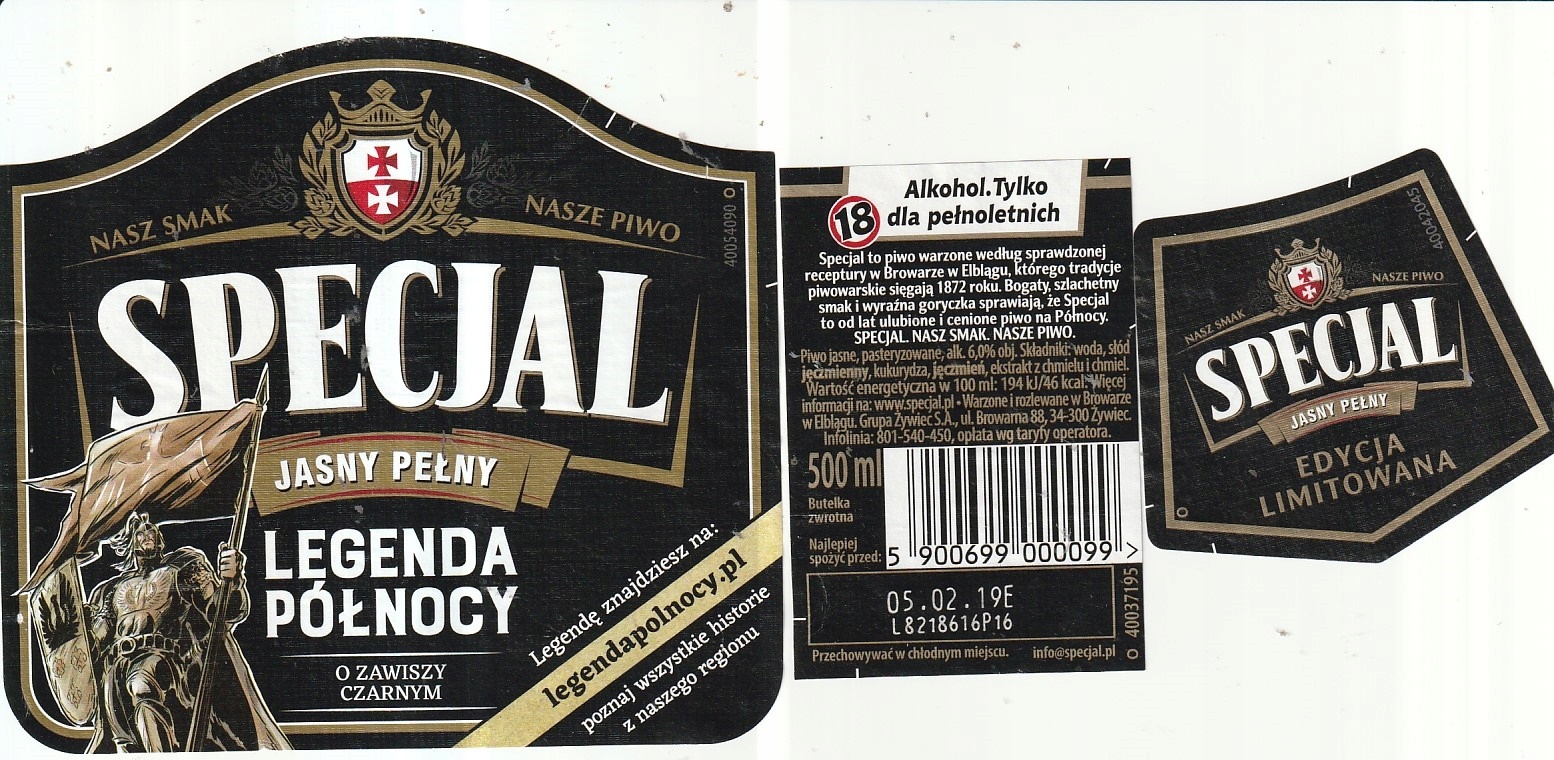 NASZ SMAK
NASZE PIWO
40054090
SPECJAL
JASNY PEŁNY
LEGENDA
PÓŁNOCY
O ZAWISZY
CZARNYM
Legendę znajdziesz na:
legendapolnocy.pl
poznaj wszystkie historie
z naszego regionu
18
Alkohol.Tylko
dla pełnoletnich
Specjal to piwo warzone według sprawdzonej
receptury w Browarze w Elblągu, którego tradycje
piwowarskie sięgają 1872 roku. Bogaty, szlachetny
smak i wyraźna goryczka sprawiają, że Specjal
to od lat ulubione i cenione piwo na Północy.
SPECJAL. NASZ SMAK. NASZE PIWO.
Piwo jasne, pasteryzowane, alk. 6,0% obj. Składniki: woda, słód
jęczmienny, kukurydza, jęczmień, ekstrakt z chmielu i chmiel.
Wartość energetyczna w 100 ml: 194 kJ/46 kcal. Więcej
informacji na: www.specjal.pl • Warzone i rozlewane w Browarze
w Elblągu. Grupa Żywiec S.A., ul. Browarna 88, 34-300 Żywiec.
Infolinia: 801-540-450, opłata wg taryfy operatora.
500 ml
Butelka
zwrotna
Najlepiej
spożyć przed:
5 900699 000099 >
05.02.19E
L8218616P16
40037195
Przechowywać w chłodnym miejscu. info@specjal.pl
40042045
NASZ SMAK
NASZE PIWO
SPECJAL
JASNY PEŁNY
EDYCJA
LIMITOWANA